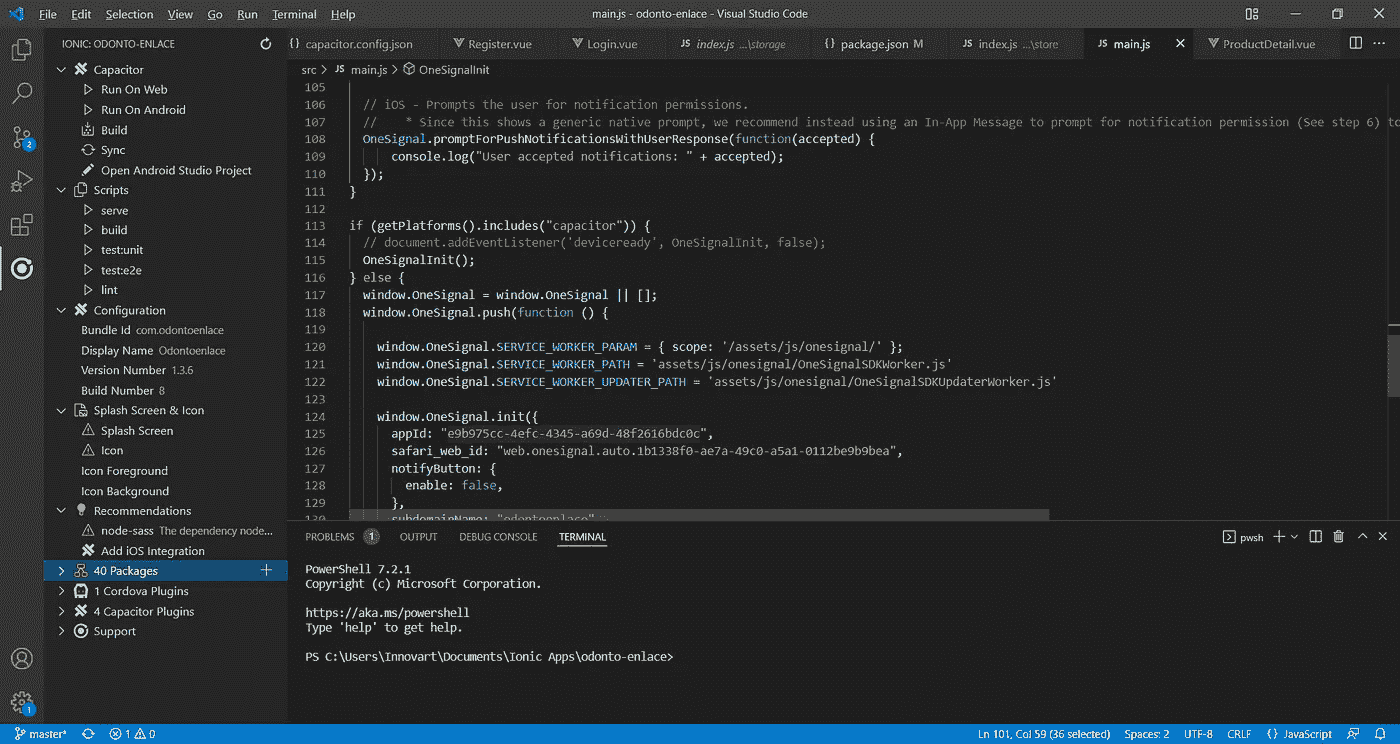 File Edit Selection View Go Run Terminal Help
main.js - odonto-enlace - Visual Studio Code
IONIC: ODONTO-ENLACE
Capacitor
Run On Web
Run On Android
Build
Sync
Open Android Studio Project
Scripts
serve
build
test:unit
test:e2e
lint
Configuration
Bundle Id com.odontoenlace
Display Name Odontoenlace
Version Number 1.3.6
Build Number 8
Splash Screen & Icon
Splash Screen
Icon
Icon Foreground
Icon Background
Recommendations
node-sass The dependency node...
Add iOS Integration
40 Packages
1 Cordova Plugins
4 Capacitor Plugins
Support
2
1
{} capacitor.config.json Register.vue Login.vue JS index.js ...\storage {} package.json M JS index.js ...\store JS main.js ProductDetail.vue
src > JS main.js > OneSignalInit
105
106 // iOS - Prompts the user for notification permissions.
107 //    * Since this shows a generic native prompt, we recommend instead using an In-App Message to prompt for notification permission (See step 6) to
108 OneSignal.promptForPushNotificationsWithUserResponse(function(accepted) {
109 console.log("User accepted notifications: " + accepted);
110 });
111 }
112
113 if (getPlatforms().includes("capacitor")) {
114 // document.addEventListener('deviceready', OneSignalInit, false);
115 OneSignalInit();
116 } else {
117 window.OneSignal = window.OneSignal || [];
118 window.OneSignal.push(function () {
119
120 window.OneSignal.SERVICE_WORKER_PARAM = { scope: '/assets/js/onesignal/' };
121 window.OneSignal.SERVICE_WORKER_PATH = 'assets/js/onesignal/OneSignalSDKWorker.js'
122 window.OneSignal.SERVICE_WORKER_UPDATER_PATH = 'assets/js/onesignal/OneSignalSDKUpdaterWorker.js'
123
124 window.OneSignal.init({
125 appId: "e9b975cc-4efc-4345-a69d-48f2616bdc0c",
126 safari_web_id: "web.onesignal.auto.1b1338f0-ae7a-49c0-a5a1-0112be9b9bea",
127 notifyButton: {
128 enable: false,
129 },
130 subdomainName: "odontoenlace",
PROBLEMS 1 OUTPUT DEBUG CONSOLE TERMINAL
pwsh
PowerShell 7.2.1
Copyright (c) Microsoft Corporation.
https://aka.ms/powershell
Type 'help' to get help.
PS C:\Users\Innovart\Documents\Ionic Apps\odonto-enlace>
master* 1 0 Ln 101, Col 59 (36 selected) Spaces: 2 UTF-8 CRLF {} JavaScript